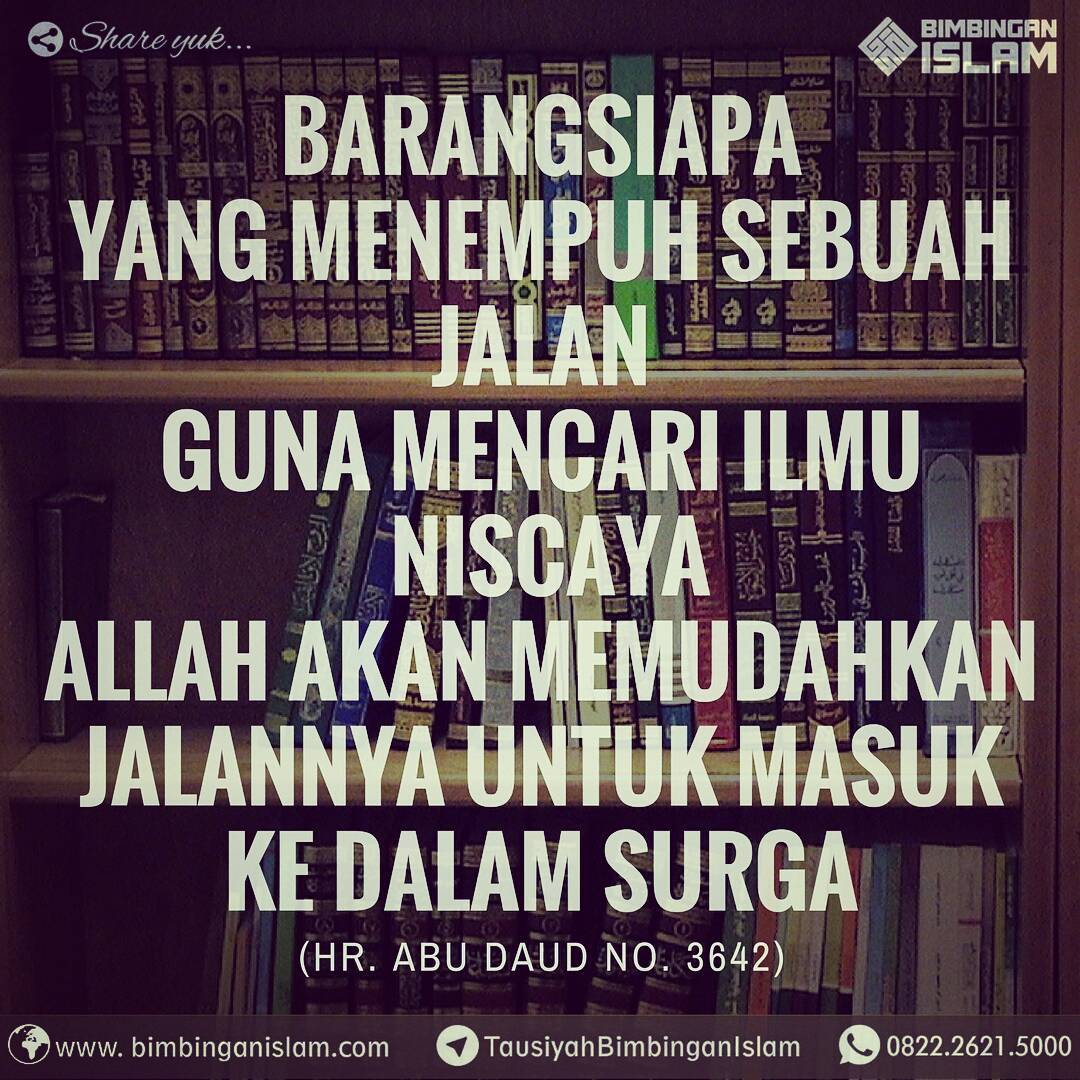 Share yuk...
BIMBINGAN
ISLAM
BARANGSIAPA
YANG MENEMPUH SEBUAH
JALAN
GUNA MENCARI ILMU
NISCAYA
ALLAH AKAN MEMUDAHKAN
JALANNYA UNTUK MASUK
KE DALAM SURGA
(HR. ABU DAUD NO. 3642)
www. bimbinganislam.com
TausiyahBimbinganIslam
0822.2621.5000